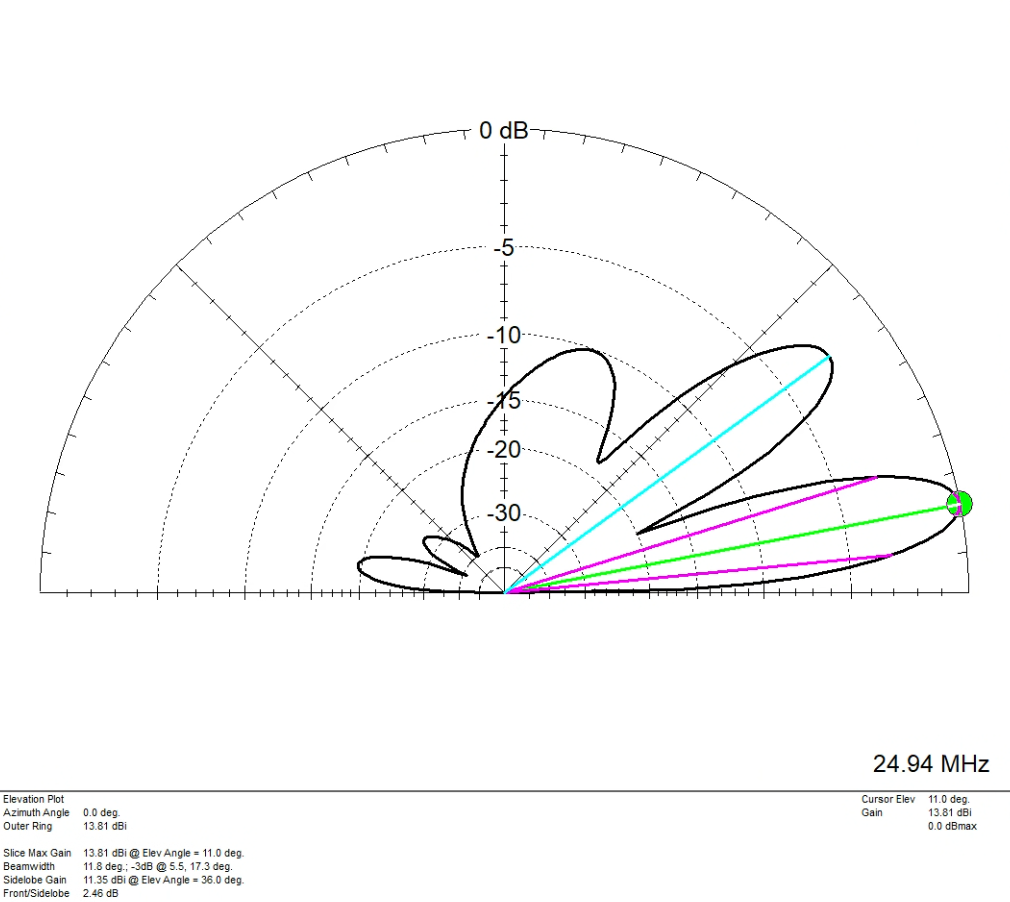 0 dB
-5
-10
-15
-20
-30
24.94 MHz
Elevation Plot
Azimuth Angle 0.0 deg.
Outer Ring 13.81 dBi
Cursor Elev 11.0 deg.
Gain 13.81 dBi
0.0 dBmax
Slice Max Gain 13.81 dBi @ Elev Angle = 11.0 deg.
Beamwidth 11.8 deg.; -3dB @ 5.5, 17.3 deg.
Sidelobe Gain 11.35 dBi @ Elev Angle = 36.0 deg.
Front/Sidelobe 2.46 dB